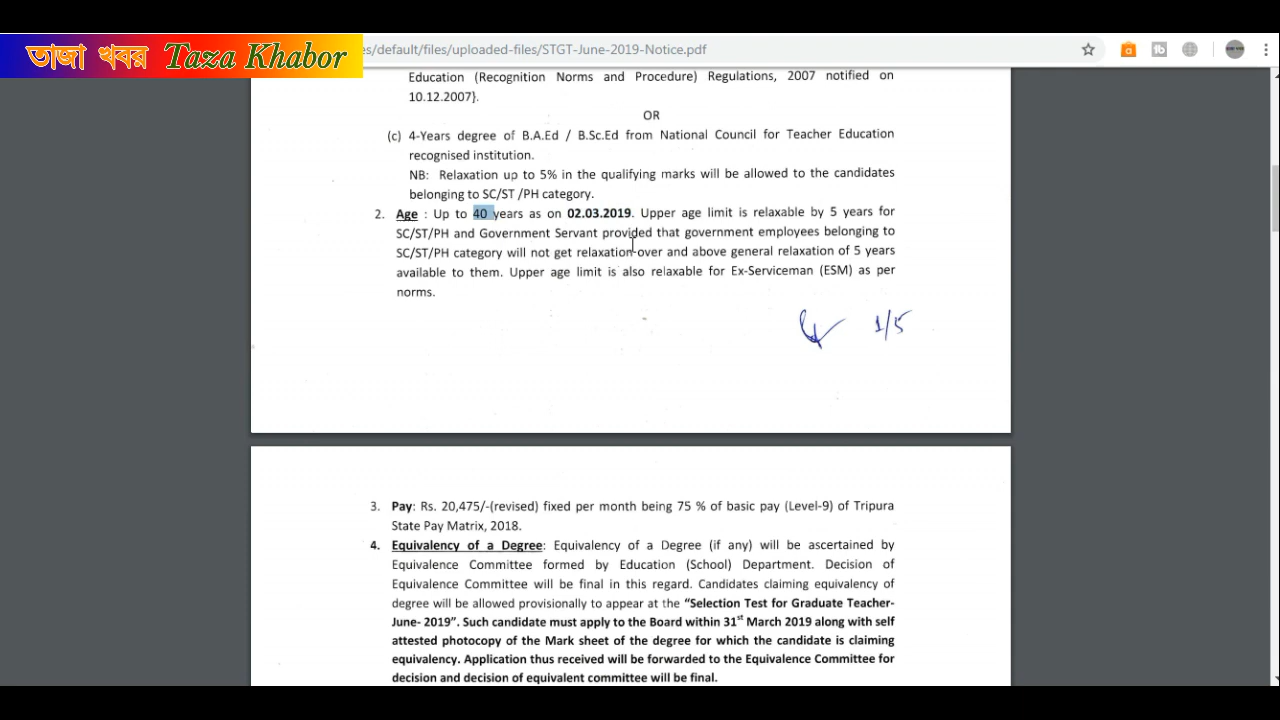 তাজা খবর Taza Khabor
es/default/files/uploaded-files/STGT-June-2019-Notice.pdf
Education (Recognition Norms and Procedure) Regulations, 2007 notified on
10.12.2007}.
OR
(c) 4-Years degree of B.A.Ed / B.Sc.Ed from National Council for Teacher Education
recognised institution.
NB: Relaxation up to 5% in the qualifying marks will be allowed to the candidates
belonging to SC/ST /PH category.
2. Age : Up to 40 years as on 02.03.2019. Upper age limit is relaxable by 5 years for
SC/ST/PH and Government Servant provided that government employees belonging to
SC/ST/PH category will not get relaxation over and above general relaxation of 5 years
available to them. Upper age limit is also relaxable for Ex-Serviceman (ESM) as per
norms.
1/5
3. Pay: Rs. 20,475/-(revised) fixed per month being 75 % of basic pay (Level-9) of Tripura
State Pay Matrix, 2018.
4. Equivalency of a Degree: Equivalency of a Degree (if any) will be ascertained by
Equivalence Committee formed by Education (School) Department. Decision of
Equivalence Committee will be final in this regard. Candidates claiming equivalency of
degree will be allowed provisionally to appear at the “Selection Test for Graduate Teacher-
June- 2019”. Such candidate must apply to the Board within 31st March 2019 along with self
attested photocopy of the Mark sheet of the degree for which the candidate is claiming
equivalency. Application thus received will be forwarded to the Equivalence Committee for
decision and decision of equivalent committee will be final.